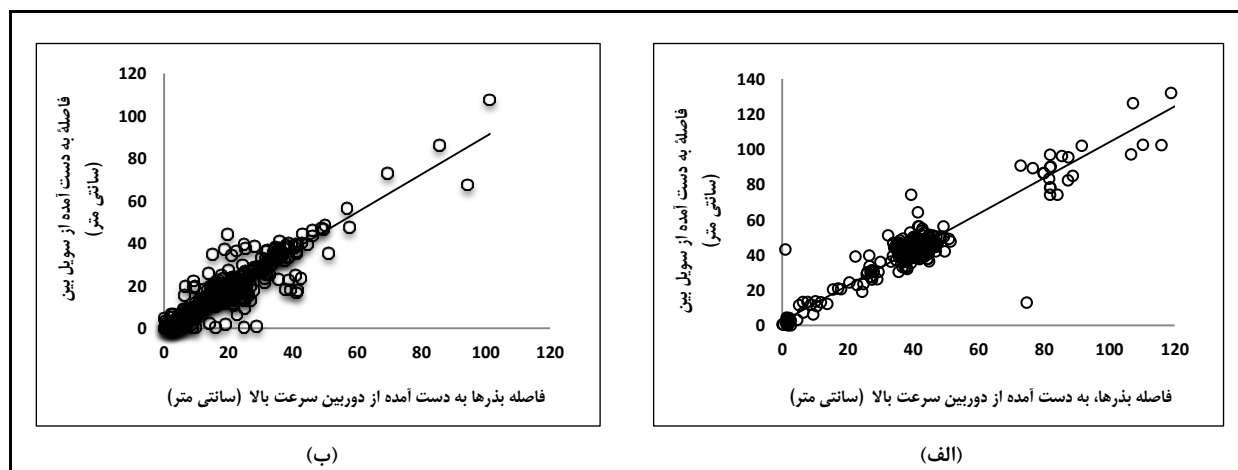 فاصلهٔ به دست آمده از سویل بین
(سانتی متر)
140
120
100
80
60
40
20
0
0 20 40 60 80 100 120
فاصله بذرها، به دست آمده از دوربین سرعت بالا (سانتی متر)
(الف)
فاصلهٔ به دست آمده از سویل بین
(سانتی متر)
120
100
80
60
40
20
0
0 20 40 60 80 100 120
فاصله بذرها به دست آمده از دوربین سرعت بالا (سانتی متر)
(ب)